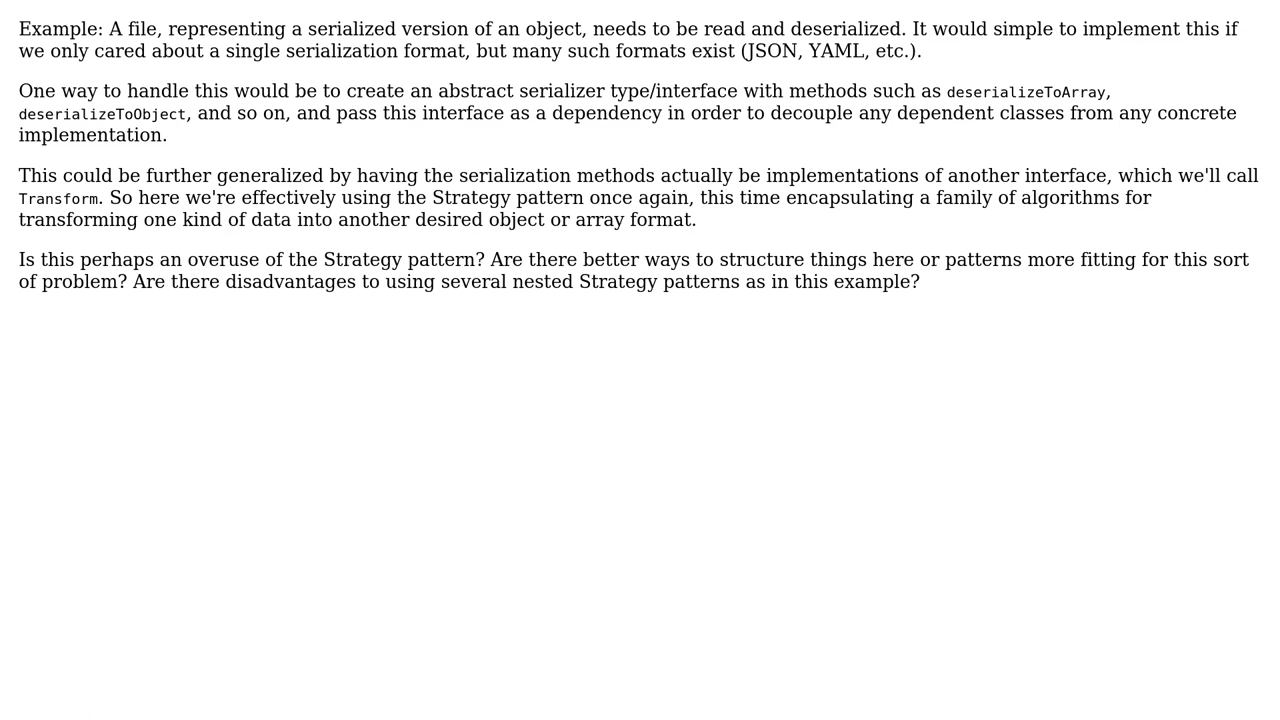 Example: A file, representing a serialized version of an object, needs to be read and deserialized. It would simple to implement this if
we only cared about a single serialization format, but many such formats exist (JSON, YAML, etc.).
One way to handle this would be to create an abstract serializer type/interface with methods such as deserializeToArray,
deserializeToObject, and so on, and pass this interface as a dependency in order to decouple any dependent classes from any concrete
implementation.
This could be further generalized by having the serialization methods actually be implementations of another interface, which we'll call
Transform. So here we're effectively using the Strategy pattern once again, this time encapsulating a family of algorithms for
transforming one kind of data into another desired object or array format.
Is this perhaps an overuse of the Strategy pattern? Are there better ways to structure things here or patterns more fitting for this sort
of problem? Are there disadvantages to using several nested Strategy patterns as in this example?